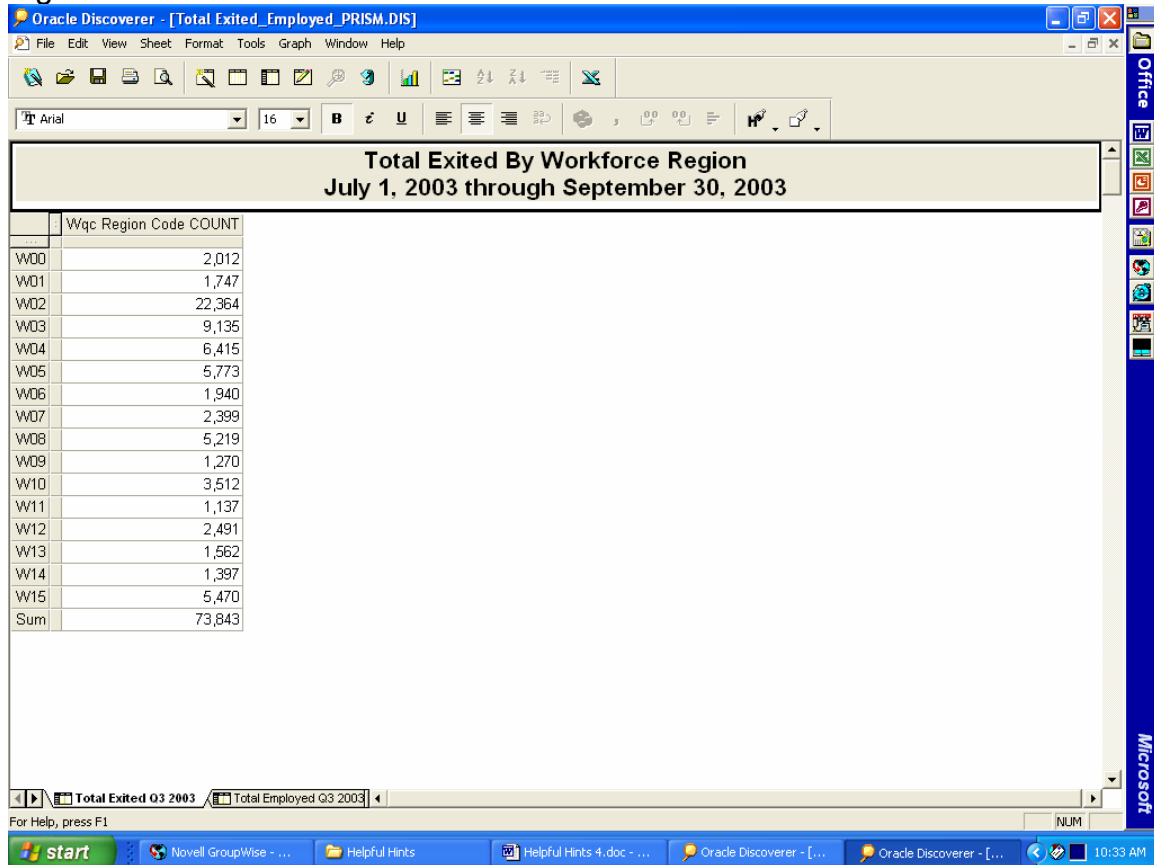 Oracle Discoverer - [Total Exited_Employed_PRISM.DIS]
File Edit View Sheet Format Tools Graph Window Help
Office
Arial 16 B i U
Total Exited By Workforce Region
July 1, 2003 through September 30, 2003
Wqc Region Code COUNT
W00 2,012
W01 1,747
W02 22,364
W03 9,135
W04 6,415
W05 5,773
W06 1,940
W07 2,399
W08 5,219
W09 1,270
W10 3,512
W11 1,137
W12 2,491
W13 1,562
W14 1,397
W15 5,470
Sum 73,843
Microsoft
Total Exited Q3 2003 Total Employed Q3 2003
For Help, press F1 NUM
start Novell GroupWise - ... Helpful Hints Helpful Hints 4.doc - ... Oracle Discoverer - [... Oracle Discoverer - [... 10:33 AM